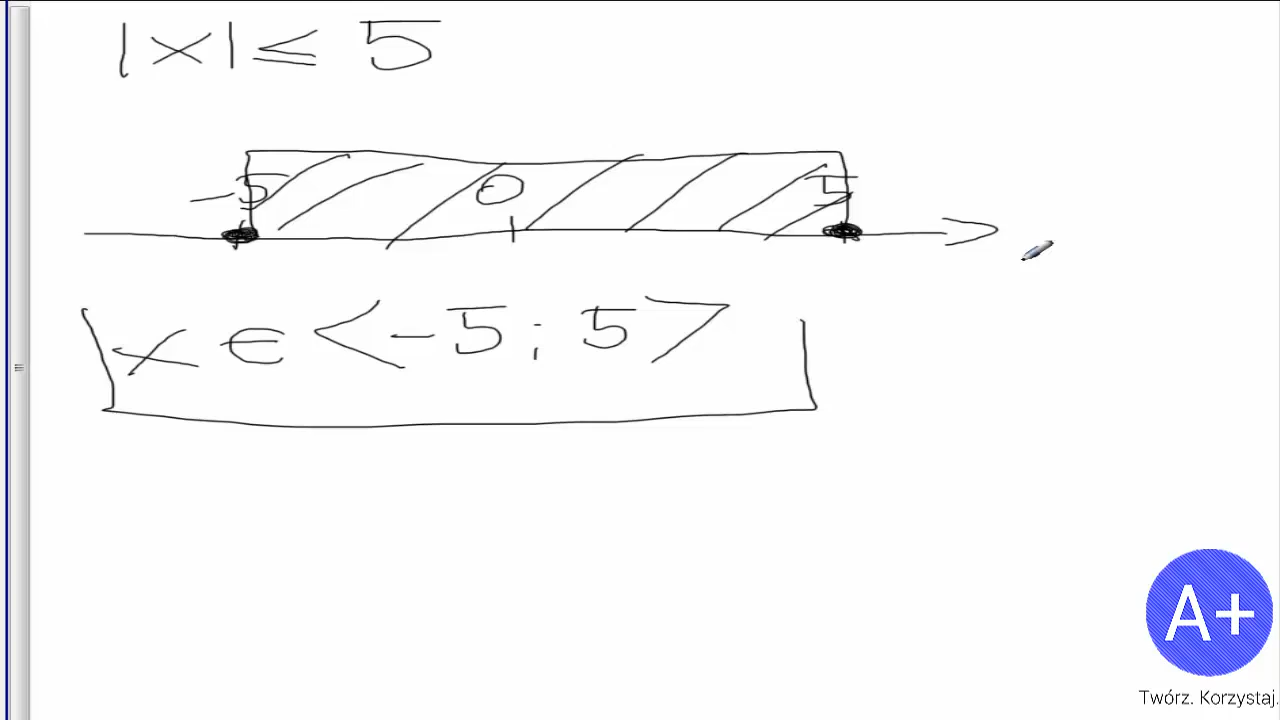 |x| ≤ 5
-5 0 5
x ∈ <-5; 5>
A+
Twórz. Korzystaj.